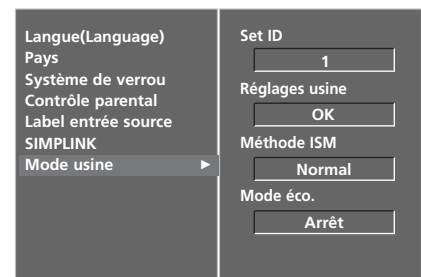 Langue(Language)
Pays
Système de verrou
Contrôle parental
Label entrée source
SIMPLINK
Mode usine ►
Set ID
1
Réglages usine
OK
Méthode ISM
Normal
Mode éco.
Arrêt